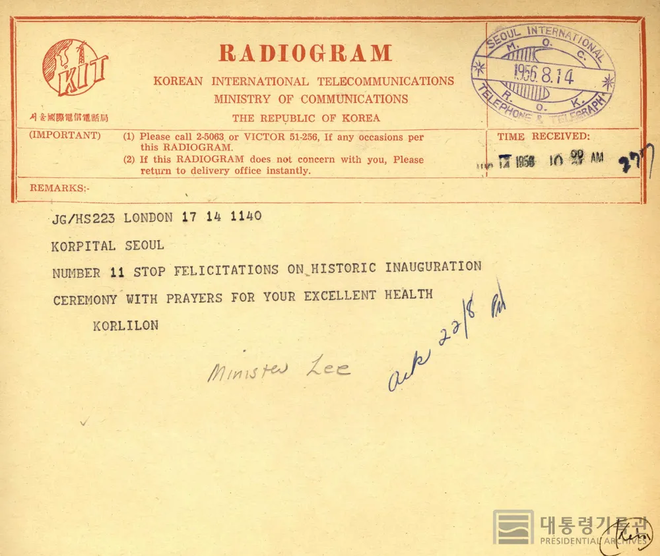 KIT
서울國際電信電話局
RADIOGRAM
KOREAN INTERNATIONAL TELECOMMUNICATIONS
MINISTRY OF COMMUNICATIONS
THE REPUBLIC OF KOREA
SEOUL INTERNATIONAL
M. O. C.
1956.8.14
R. O. K.
TELEPHONE & TELEGRAPH
(IMPORTANT)
(1) Please call 2-5063 or VICTOR 51-256, If any occasions per
this RADIOGRAM.
(2) If this RADIOGRAM does not concern with you, Please
return to delivery office instantly.
TIME RECEIVED:
14 1956 10 AM
277
REMARKS:-
JG/HS223 LONDON 17 14 1140
KORPITAL SEOUL
NUMBER 11 STOP FELICITATIONS ON HISTORIC INAUGURATION
CEREMONY WITH PRAYERS FOR YOUR EXCELLENT HEALTH
KORLILON
Minister Lee
ack 22/8
대통령기록관
PRESIDENTIAL ARCHIVES